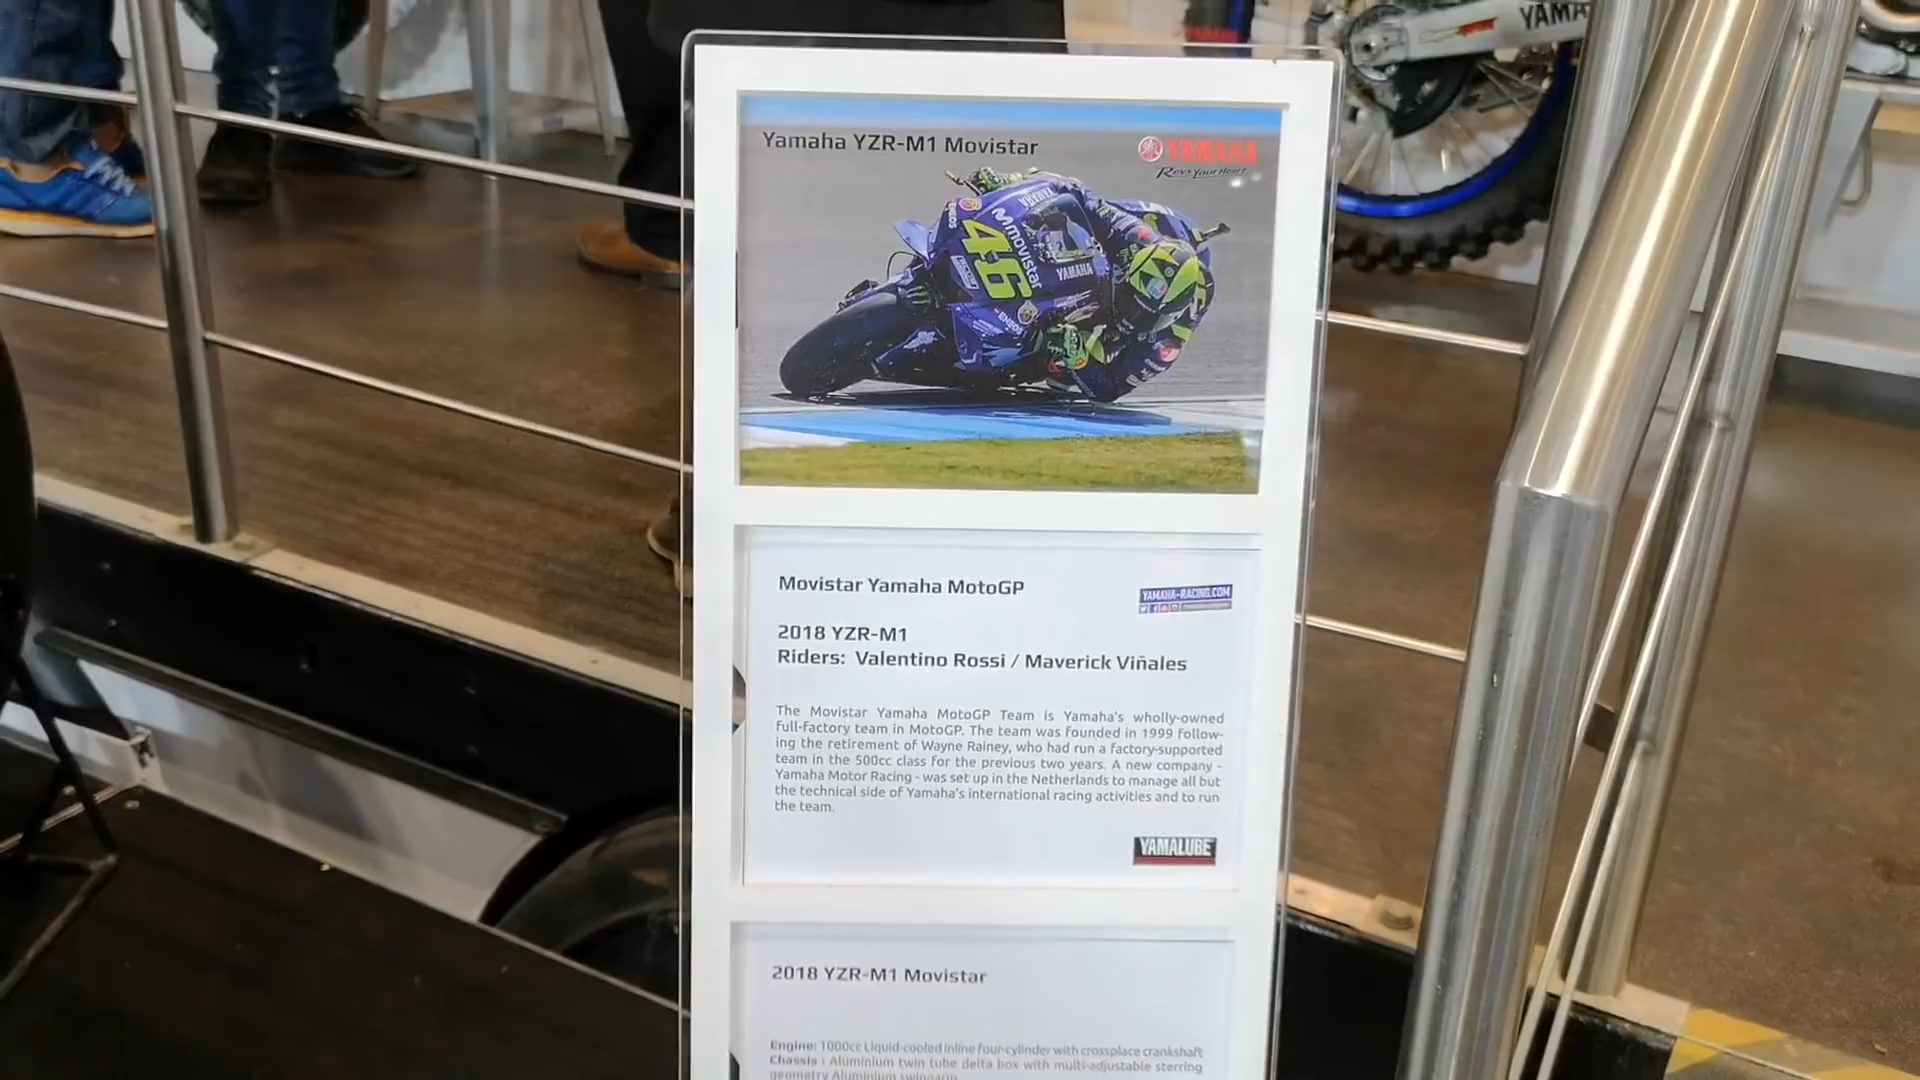 YAMA
Yamaha YZR-M1 Movistar
YAMAHA
Revs Your Heart
YAMAHA
movistar
46
YAMAHA
ENEOS
Movistar Yamaha MotoGP
YAMAHA-RACING.COM
2018 YZR-M1
Riders: Valentino Rossi / Maverick Viñales
The Movistar Yamaha MotoGP Team is Yamaha's wholly-owned
full-factory team in MotoGP. The team was founded in 1999 follow-
ing the retirement of Wayne Rainey, who had run a factory-supported
team in the 500cc class for the previous two years. A new company -
Yamaha Motor Racing - was set up in the Netherlands to manage all but
the technical side of Yamaha's international racing activities and to run
the team.
YAMALUBE
2018 YZR-M1 Movistar
Engine: 1000cc Liquid-cooled inline four-cylinder with crossplace crankshaft
Chassis : Aluminium twin tube delta box with multi-adjustable sterring
geometry Aluminium swingarm